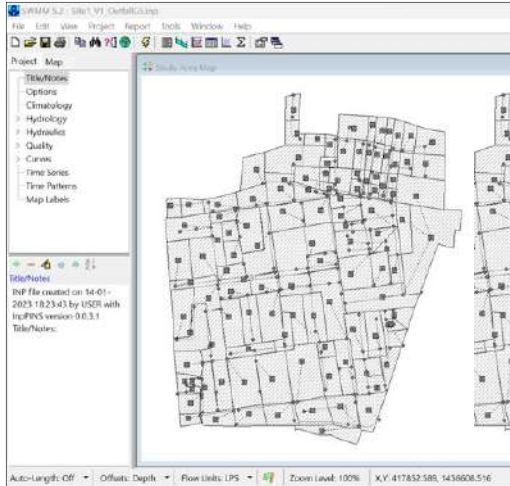 SWMM 5.2 - Site1_V1_OutfallG5.inp
File Edit View Project Report Tools Window Help
Project Map
Title/Notes
Options
Climatology
Hydrology
Hydraulics
Quality
Curves
Time Series
Time Patterns
Map Labels
Study Area Map
Title/Notes
INP file created on 14-01-
2023 18:23:43 by USER with
inpPINS version 0.0.3.1
Title/Notes:
Auto-Length: Off Offsets: Depth Flow Units: LPS Zoom Level: 100% X,Y: 417852.589, 1436608.516